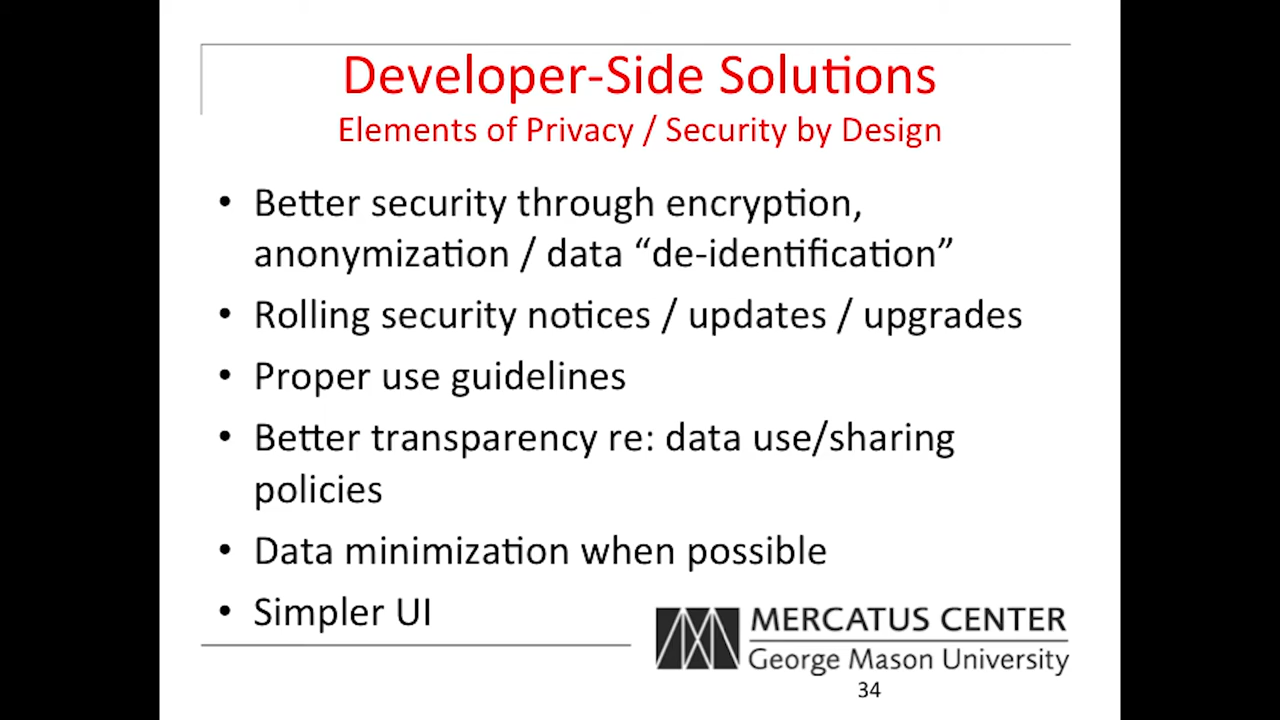 Developer-Side Solutions
Elements of Privacy / Security by Design
• Better security through encryption,
anonymization / data “de-identification”
• Rolling security notices / updates / upgrades
• Proper use guidelines
• Better transparency re: data use/sharing
policies
• Data minimization when possible
• Simpler UI
MERCATUS CENTER
George Mason University
34